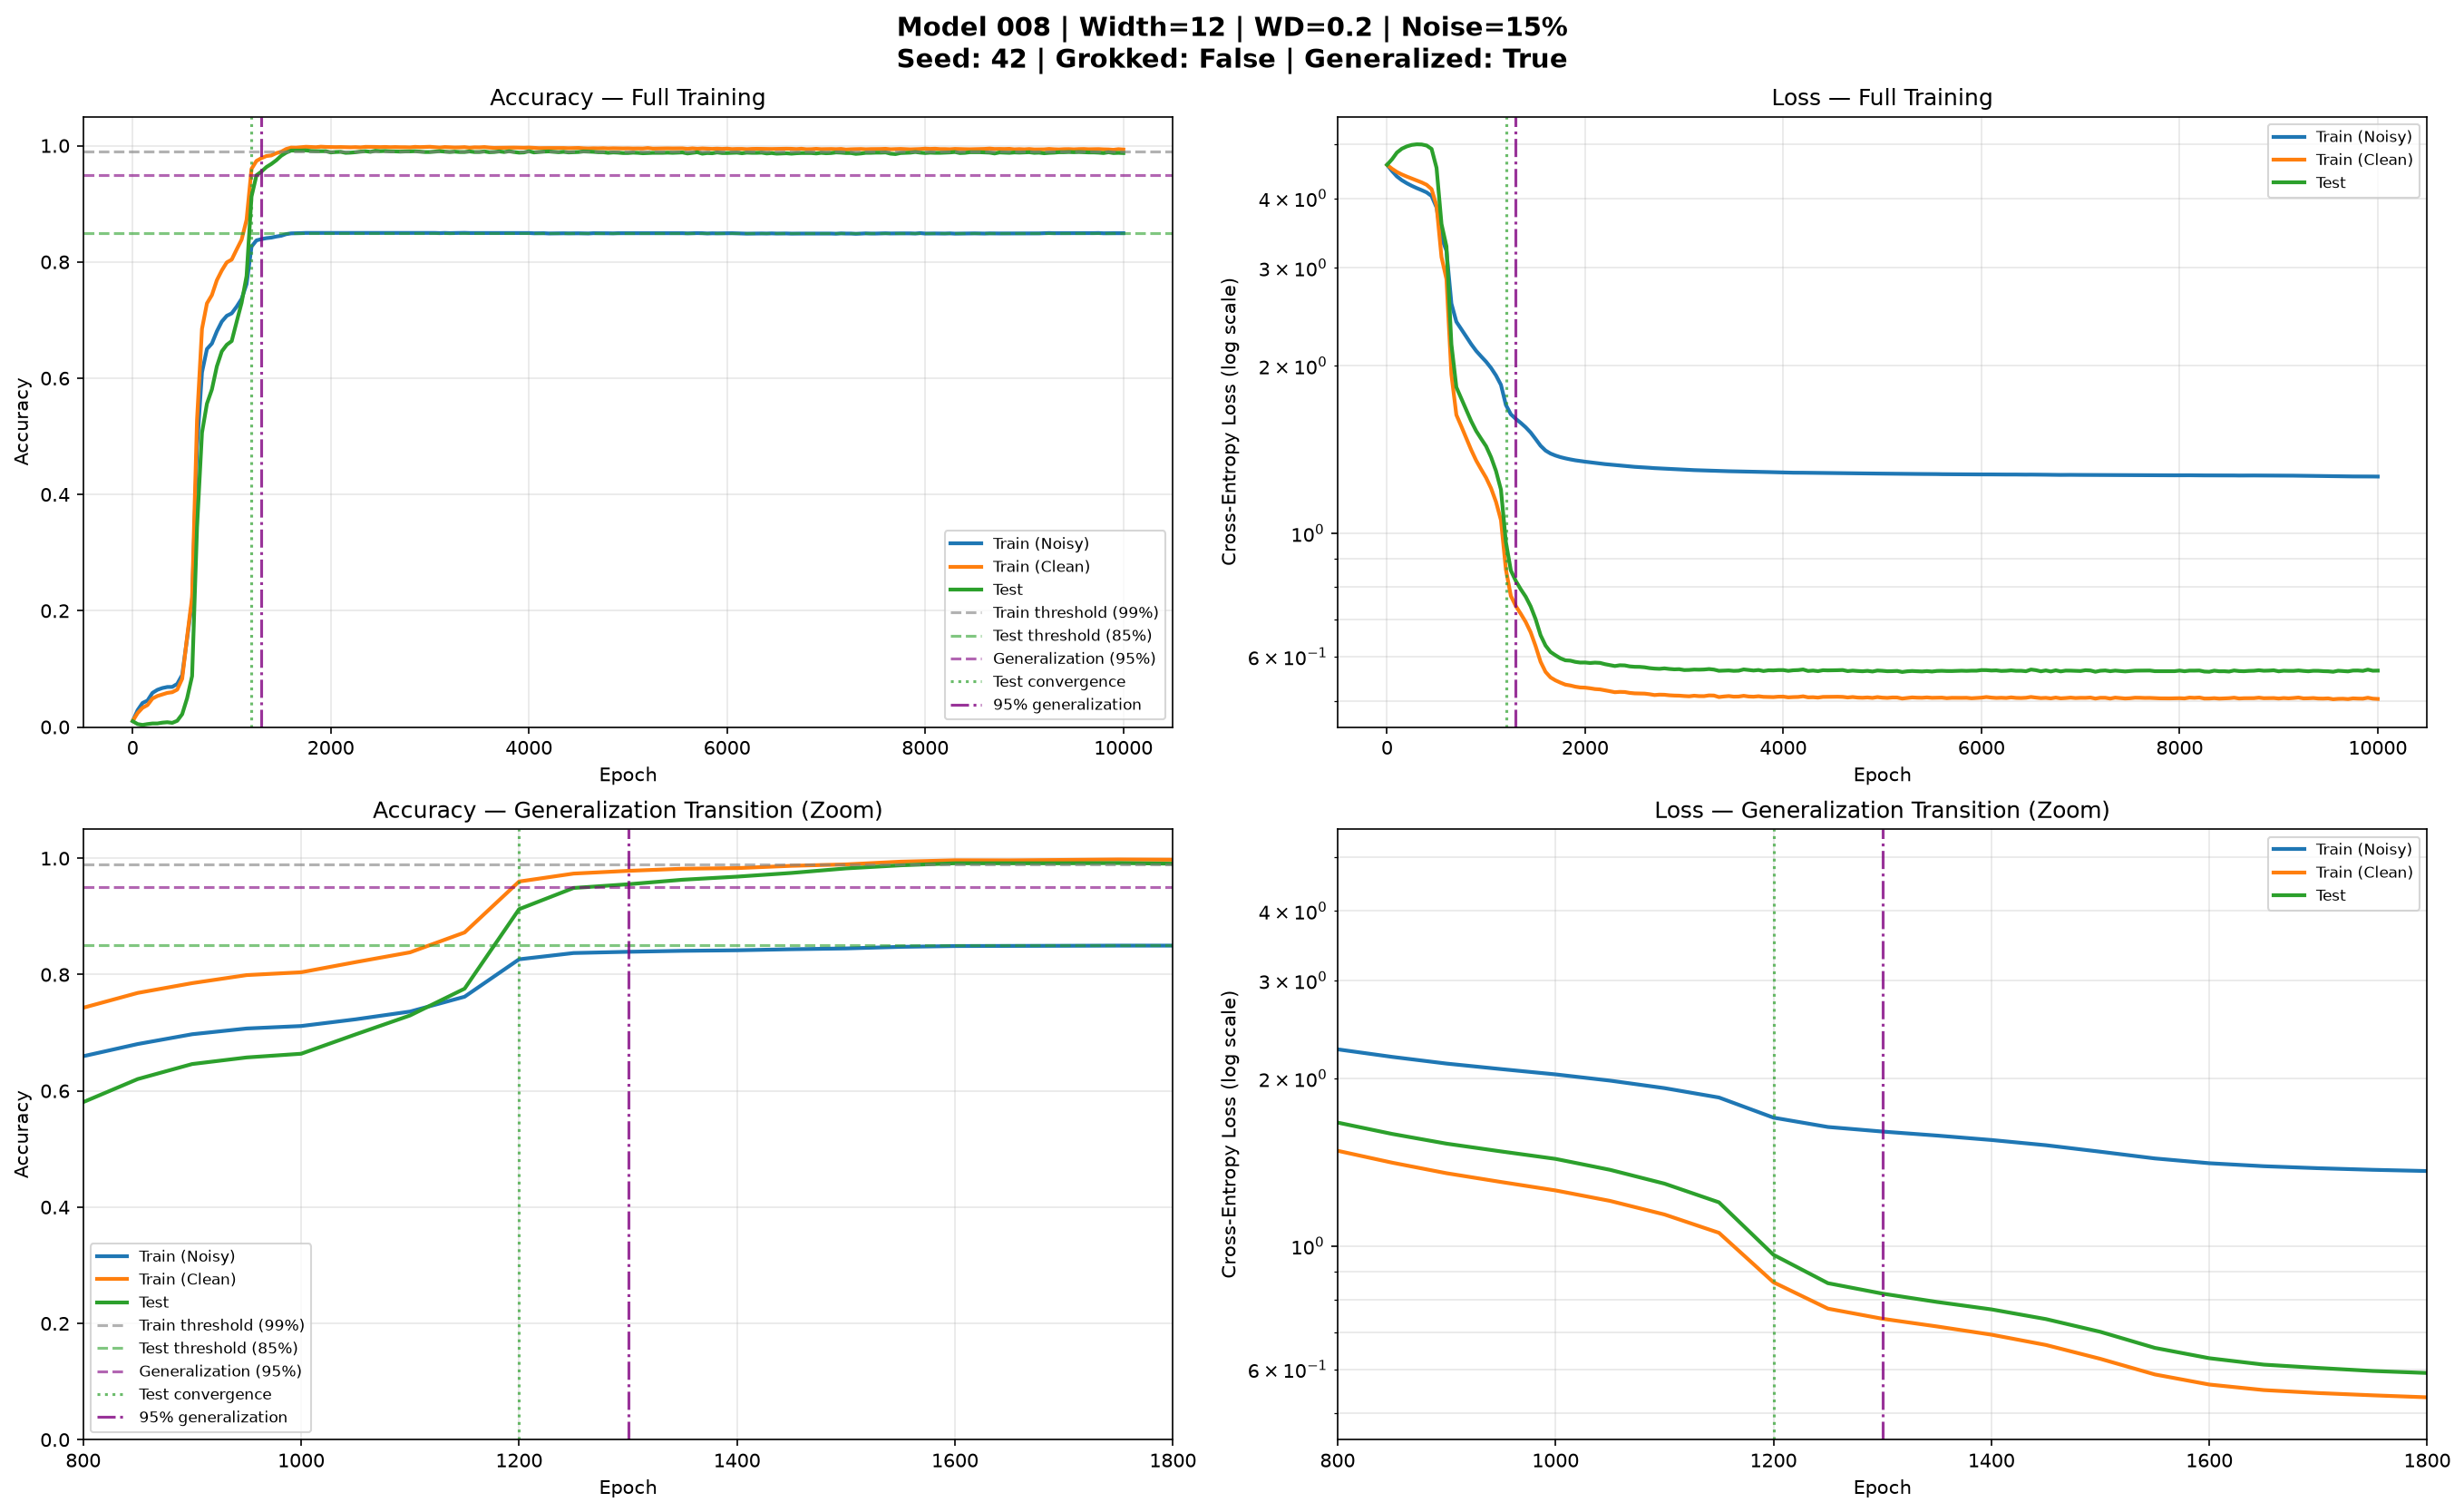 Model 008 | Width=12 | WD=0.2 | Noise=15%
Seed: 42 | Grokked: False | Generalized: True
Accuracy — Full Training
1.0
0.8
0.6
0.4
0.2
0.0
Accuracy
0
2000
4000
6000
8000
10000
Epoch
Train (Noisy)
Train (Clean)
Test
Train threshold (99%)
Test threshold (85%)
Generalization (95%)
Test convergence
95% generalization
Loss — Full Training
4 × 10⁰
3 × 10⁰
2 × 10⁰
10⁰
6 × 10⁻¹
Cross-Entropy Loss (log scale)
0
2000
4000
6000
8000
10000
Epoch
Train (Noisy)
Train (Clean)
Test
Accuracy — Generalization Transition (Zoom)
1.0
0.8
0.6
0.4
0.2
0.0
Accuracy
800
1000
1200
1400
1600
1800
Epoch
Train (Noisy)
Train (Clean)
Test
Train threshold (99%)
Test threshold (85%)
Generalization (95%)
Test convergence
95% generalization
Loss — Generalization Transition (Zoom)
4 × 10⁰
3 × 10⁰
2 × 10⁰
10⁰
6 × 10⁻¹
Cross-Entropy Loss (log scale)
800
1000
1200
1400
1600
1800
Epoch
Train (Noisy)
Train (Clean)
Test